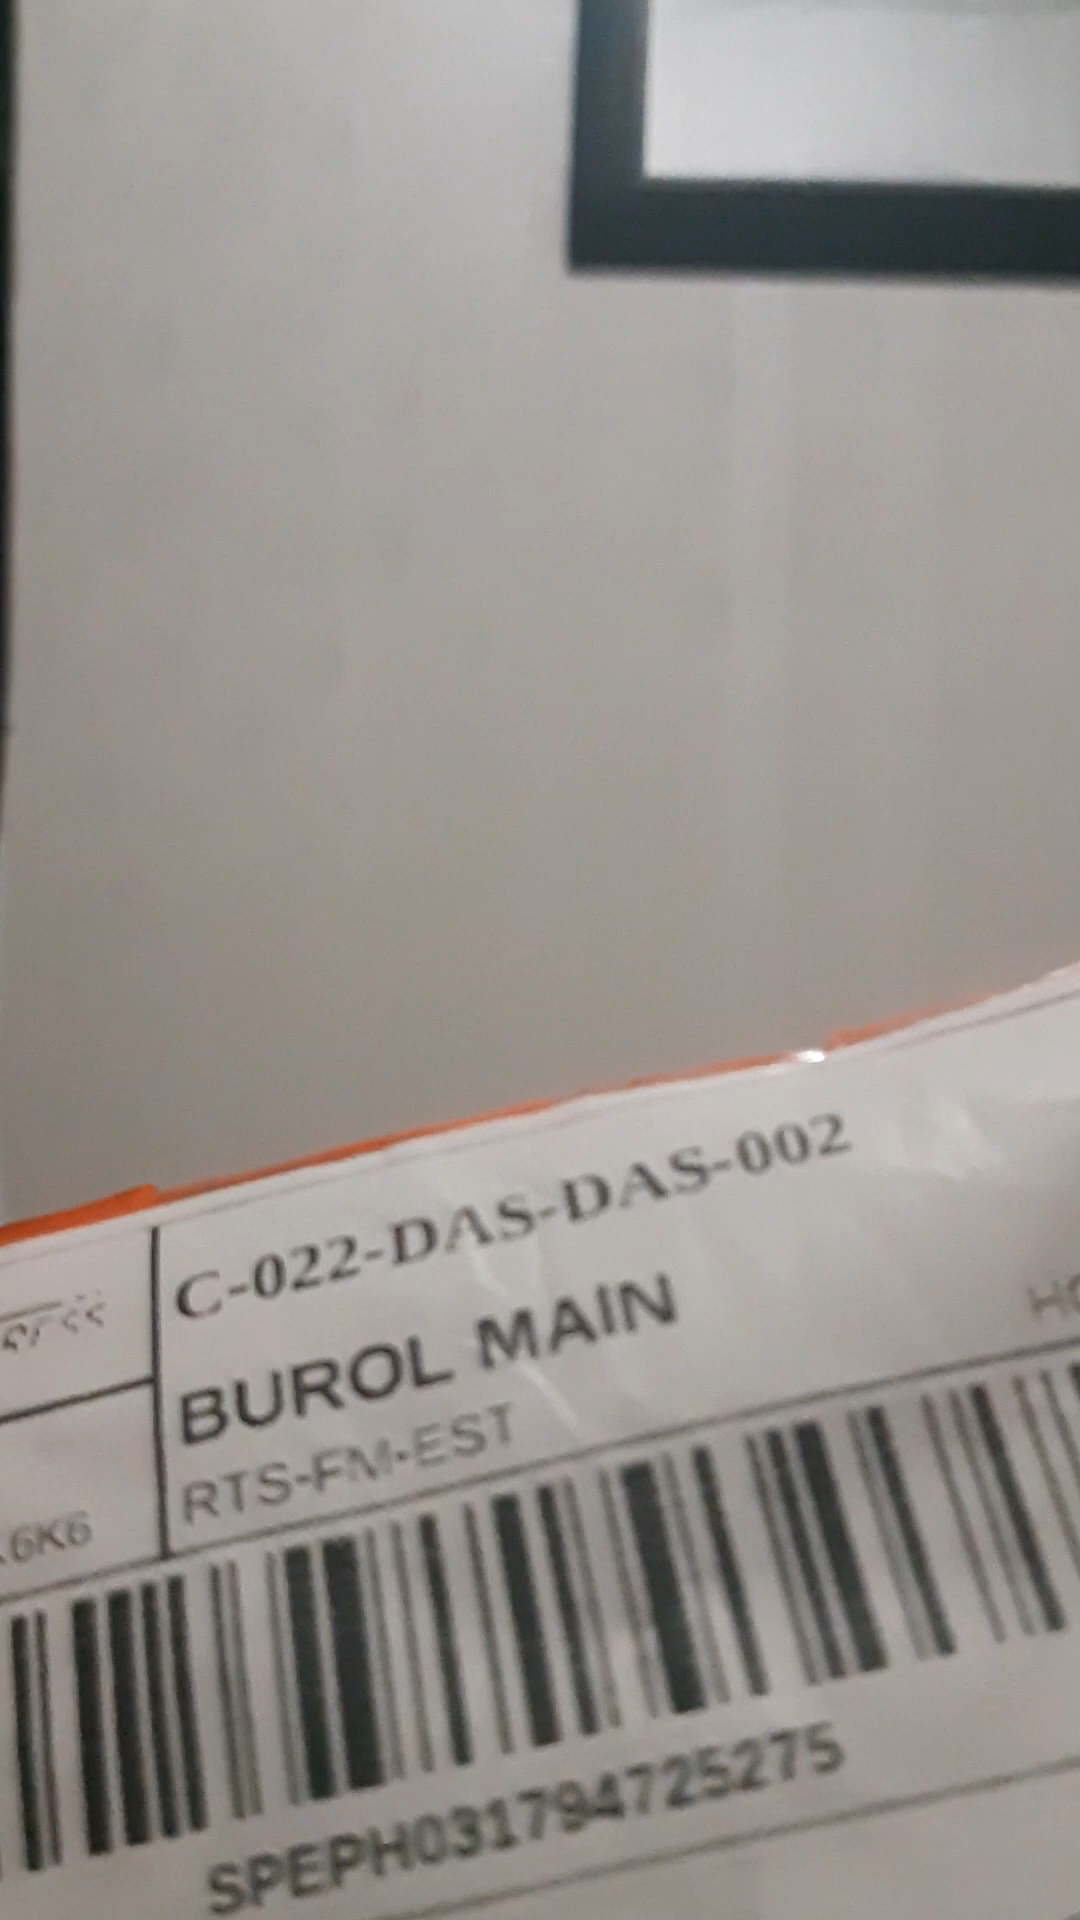 C-022-DAS-DAS-002
BUROL MAIN
RTS-FM-EST
6K6
SPEPH031794725275